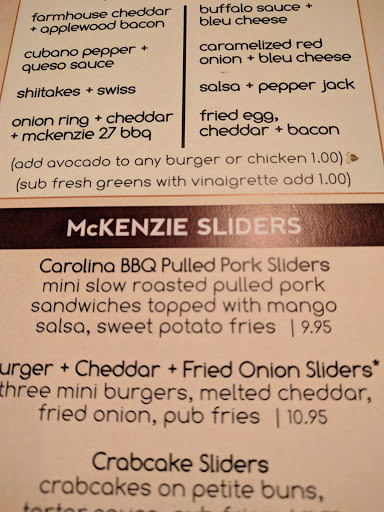 farmhouse cheddar
+ applewood bacon
cubano pepper +
queso sauce
shiitakes + swiss
onion ring + cheddar
+ mckenzie 27 bbq
buffalo sauce +
bleu cheese
caramelized red
onion + bleu cheese
salsa + pepper jack
fried egg,
cheddar + bacon
(add avocado to any burger or chicken 1.00)
(sub fresh greens with vinaigrette add 1.00)
McKENZIE SLIDERS
Carolina BBQ Pulled Pork Sliders
mini slow roasted pulled pork
sandwiches topped with mango
salsa, sweet potato fries | 9.95
urger + Cheddar + Fried Onion Sliders*
three mini burgers, melted cheddar,
fried onion, pub fries | 10.95
Crabcake Sliders
crabcakes on petite buns,